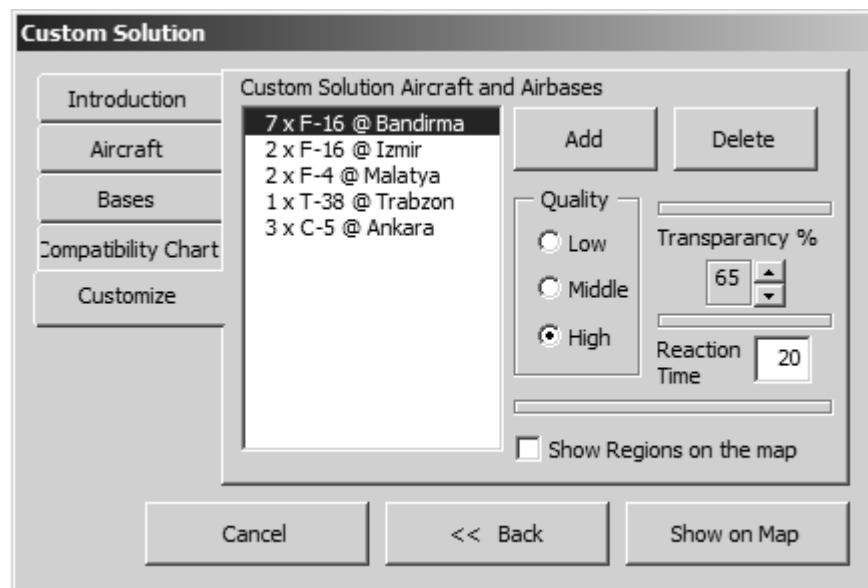 Custom Solution
Introduction
Aircraft
Bases
Compatibility Chart
Customize
Custom Solution Aircraft and Airbases
7 x F-16 @ Bandirma
2 x F-16 @ Izmir
2 x F-4 @ Malatya
1 x T-38 @ Trabzon
3 x C-5 @ Ankara
Add
Delete
Quality
Low
Middle
High
Transparancy %
65
Reaction
Time
20
Show Regions on the map
Cancel
<< Back
Show on Map